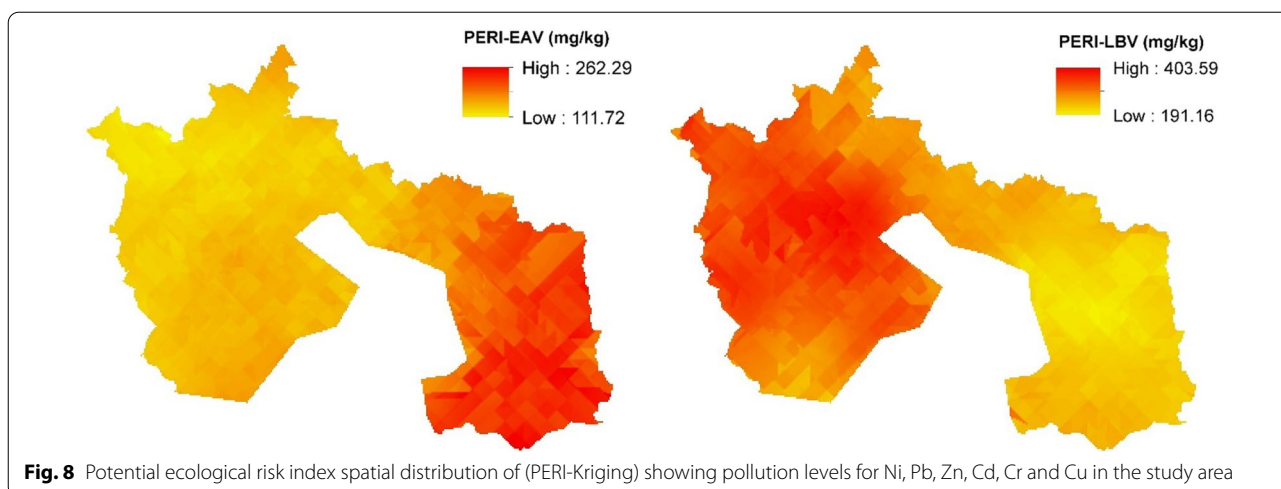 PERI-EAV (mg/kg)
High : 262.29
Low : 111.72
PERI-LBV (mg/kg)
High : 403.59
Low : 191.16
Fig. 8 Potential ecological risk index spatial distribution of (PERI-Kriging) showing pollution levels for Ni, Pb, Zn, Cd, Cr and Cu in the study area